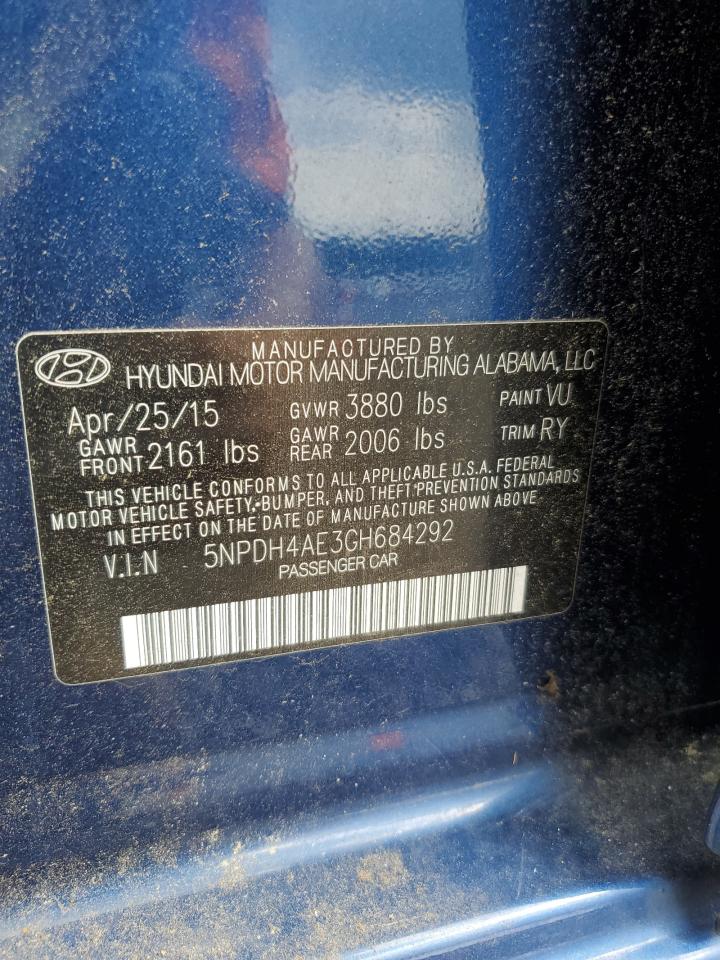 MANUFACTURED BY
HYUNDAI MOTOR MANUFACTURING ALABAMA, LLC
Apr/25/15 GVWR 3880 lbs PAINT VU
GAWR FRONT 2161 lbs GAWR REAR 2006 lbs TRIM RY
THIS VEHICLE CONFORMS TO ALL APPLICABLE U.S.A. FEDERAL
MOTOR VEHICLE SAFETY, BUMPER, AND THEFT PREVENTION STANDARDS
IN EFFECT ON THE DATE OF MANUFACTURE SHOWN ABOVE
V.I.N 5NPDH4AE3GH684292
PASSENGER CAR